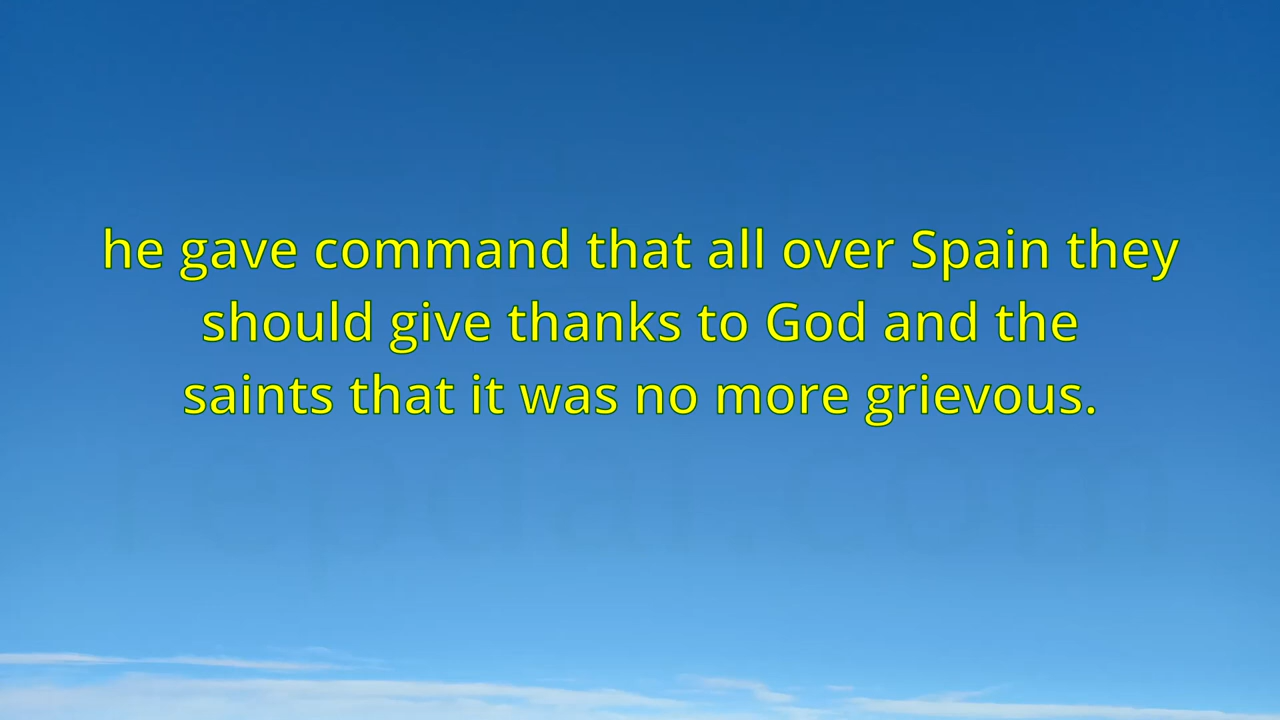 he gave command that all over Spain they
should give thanks to God and the
saints that it was no more grievous.